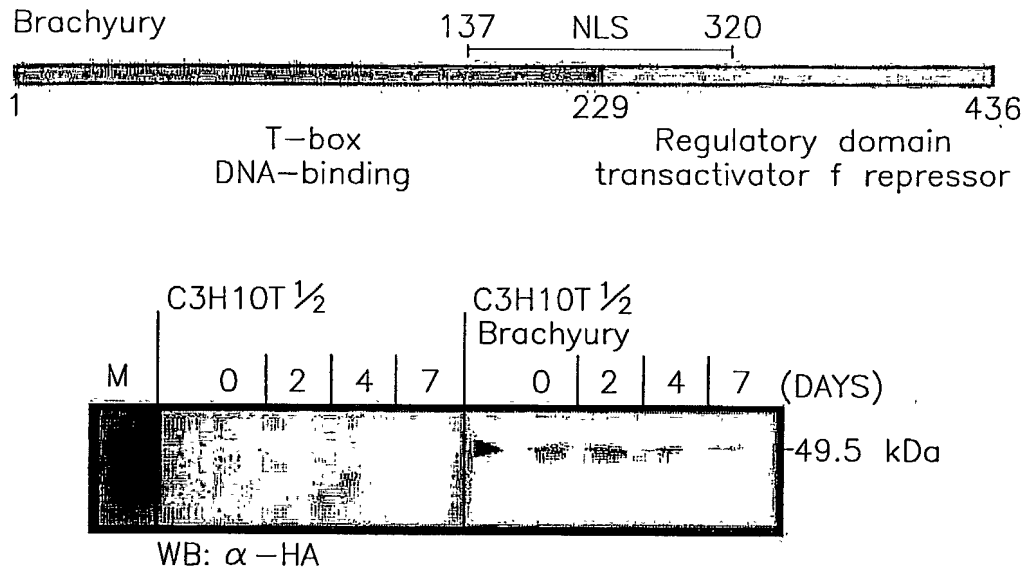 Brachyury 137 NLS 320
1 229 436
T-box
DNA-binding
Regulatory domain
transactivator f repressor
C3H10T ½
C3H10T ½
Brachyury
M 0 2 4 7 0 2 4 7 (DAYS)
49.5 kDa
WB: α-HA